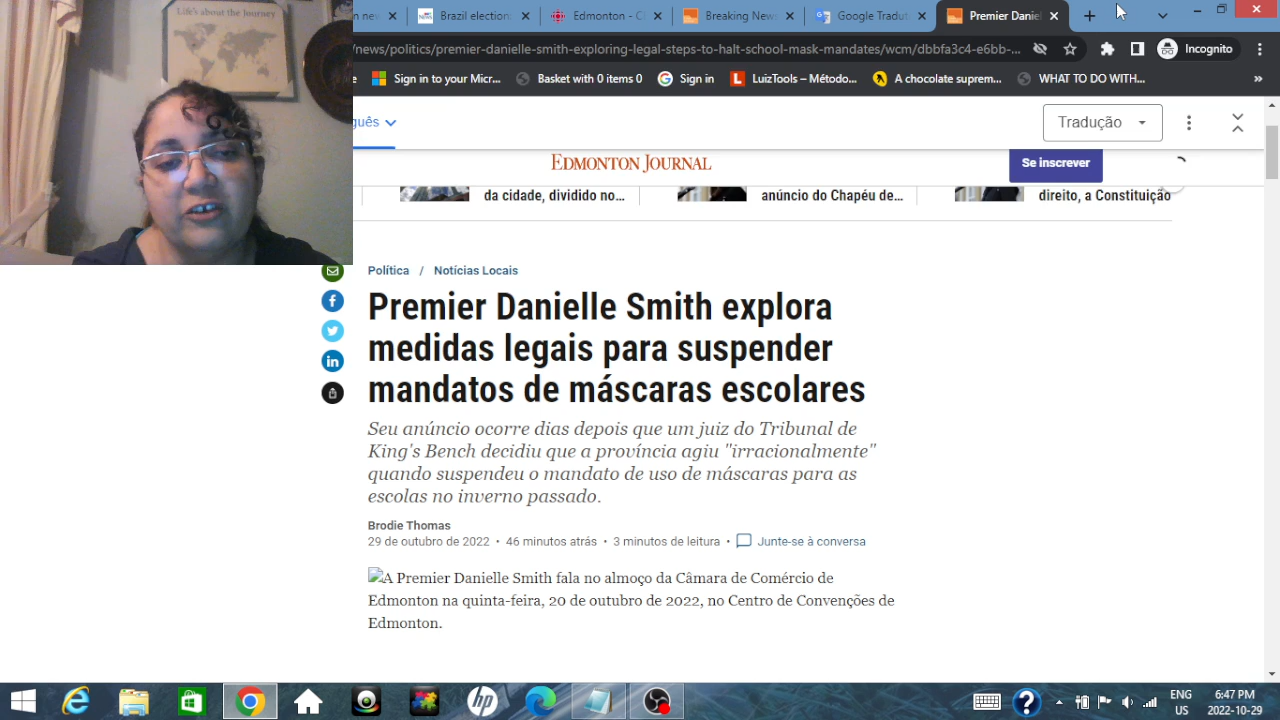 Life's about the Journey
n news
Brazil election
Edmonton - C
Breaking News
Google Tradut
Premier Daniel
/news/politics/premier-danielle-smith-exploring-legal-steps-to-halt-school-mask-mandates/wcm/dbbfa3c4-e6bb-...
Incognito
e
Sign in to your Micr...
Basket with 0 items 0
Sign in
LuizTools – Método...
A chocolate suprem...
WHAT TO DO WITH...
»
guês
Tradução
EDMONTON JOURNAL
Se inscrever
da cidade, dividido no...
anúncio do Chapéu de...
direito, a Constituição
Política / Notícias Locais
Premier Danielle Smith explora
medidas legais para suspender
mandatos de máscaras escolares
Seu anúncio ocorre dias depois que um juiz do Tribunal de
King's Bench decidiu que a província agiu "irracionalmente"
quando suspendeu o mandato de uso de máscaras para as
escolas no inverno passado.
Brodie Thomas
29 de outubro de 2022 • 46 minutos atrás • 3 minutos de leitura • Junte-se à conversa
A Premier Danielle Smith fala no almoço da Câmara de Comércio de
Edmonton na quinta-feira, 20 de outubro de 2022, no Centro de Convenções de
Edmonton.
ENG
US
6:47 PM
2022-10-29